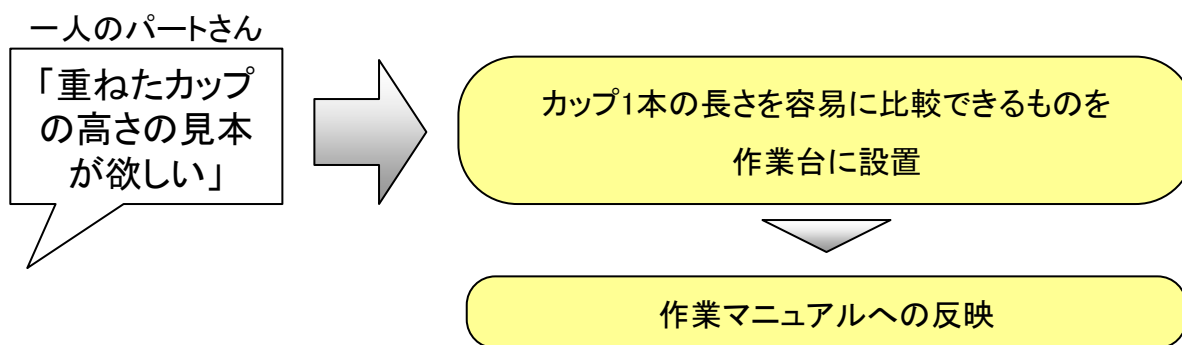 一人のパートさん
「重ねたカップ
の高さの見本
が欲しい」
カップ1本の長さを容易に比較できるものを
作業台に設置
作業マニュアルへの反映